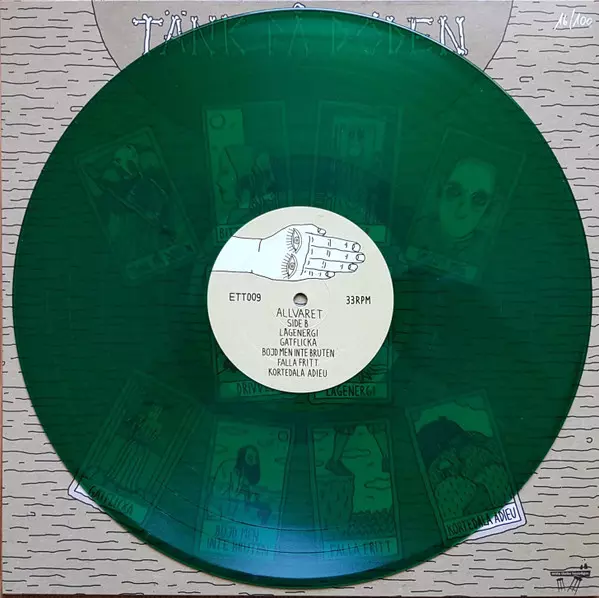 TÄNK PÅ DÖDEN
16/100
ETT009
33RPM
ALLVARET
SIDE B
LÅGENERGI
GATFLICKA
BÖJD MEN INTE BRUTEN
FALLA FRITT
KORTEDALA ADIEU
LÅGENERGI
GATFLICKA
BÖJD MEN
INTE BRUTEN
FALLA FRITT
KORTEDALA ADIEU